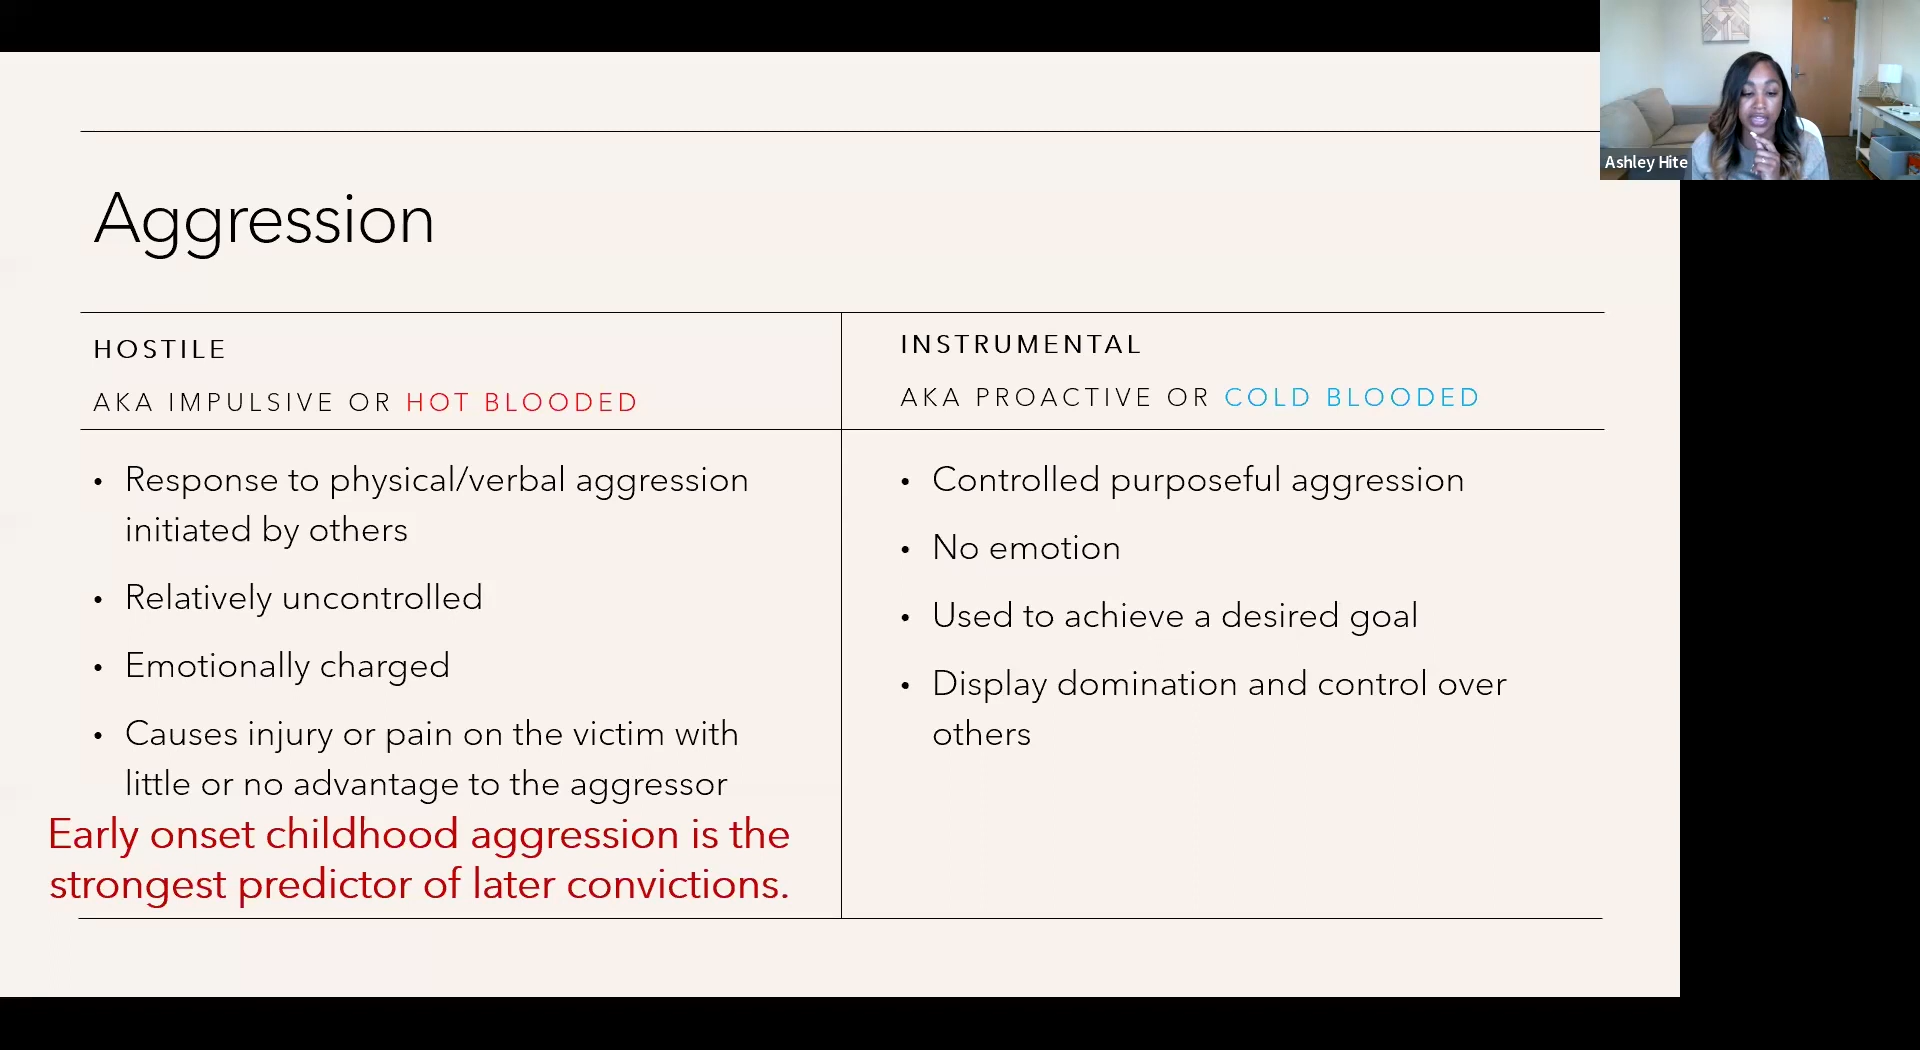 Ashley Hite
Aggression
HOSTILE
AKA IMPULSIVE OR HOT BLOODED
• Response to physical/verbal aggression
initiated by others
• Relatively uncontrolled
• Emotionally charged
• Causes injury or pain on the victim with
little or no advantage to the aggressor
Early onset childhood aggression is the
strongest predictor of later convictions.
INSTRUMENTAL
AKA PROACTIVE OR COLD BLOODED
• Controlled purposeful aggression
• No emotion
• Used to achieve a desired goal
• Display domination and control over
others